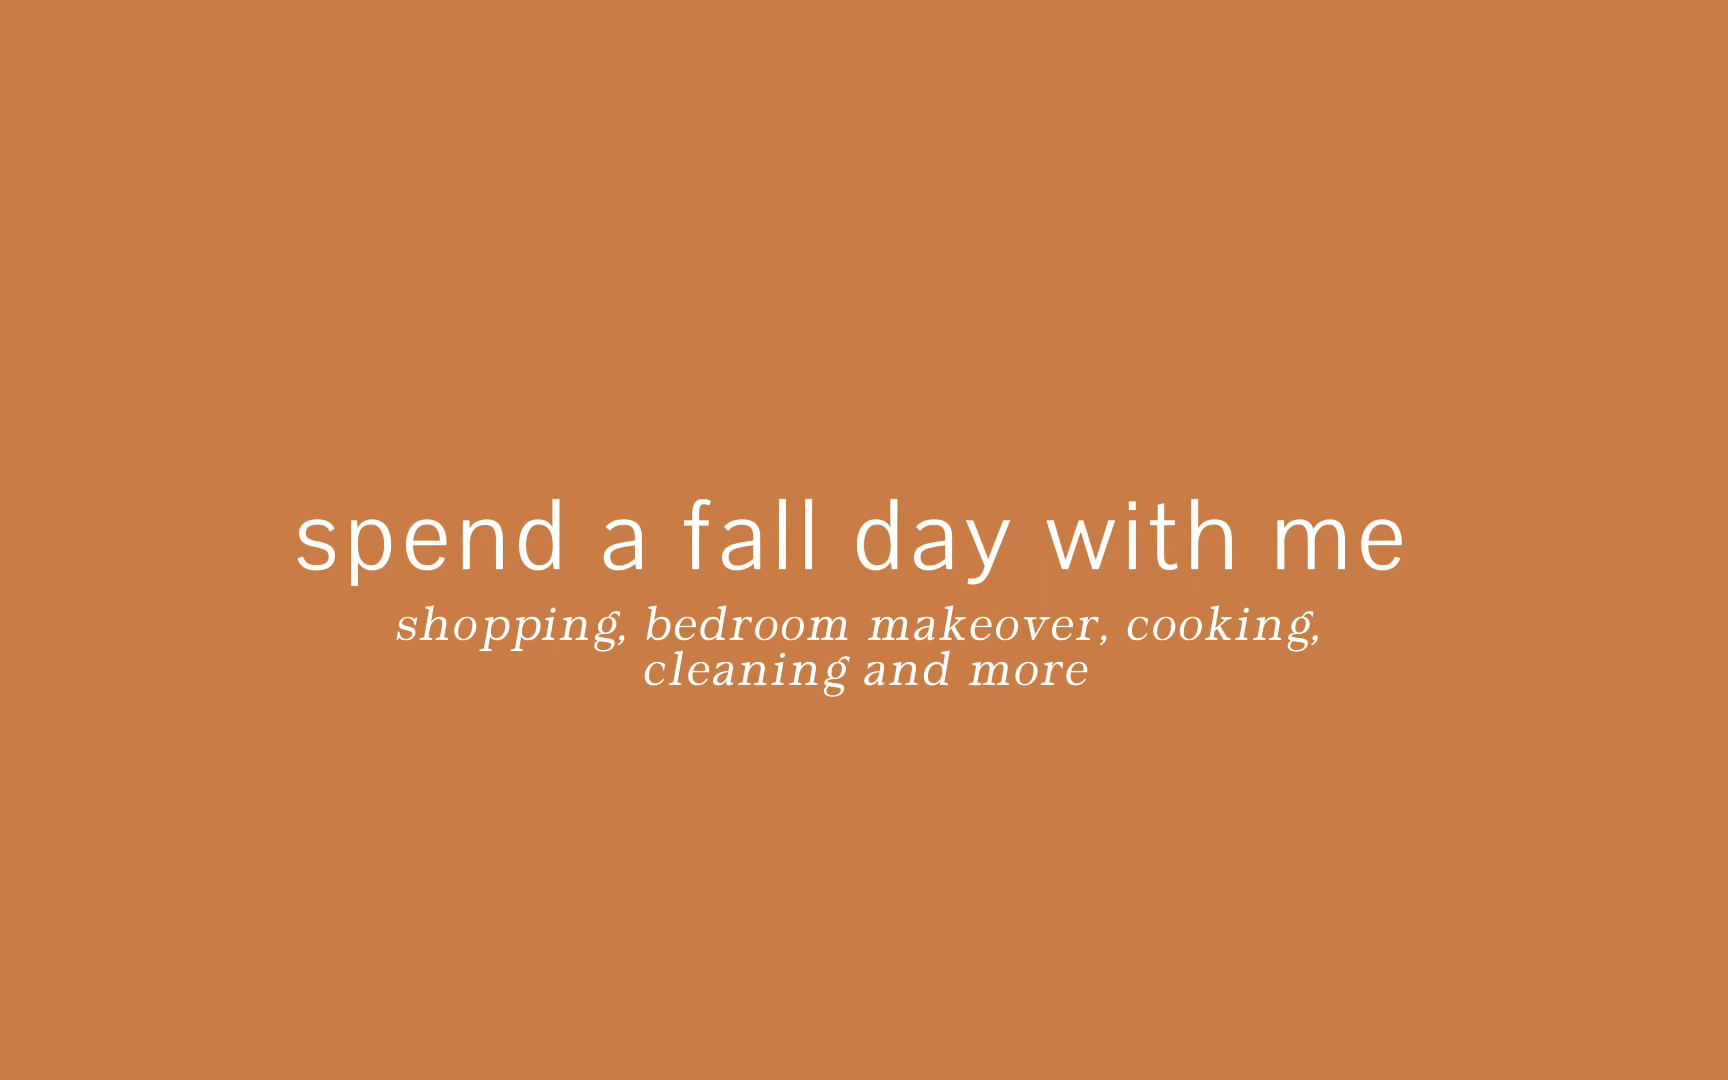 spend a fall day with me
shopping, bedroom makeover, cooking,
cleaning and more